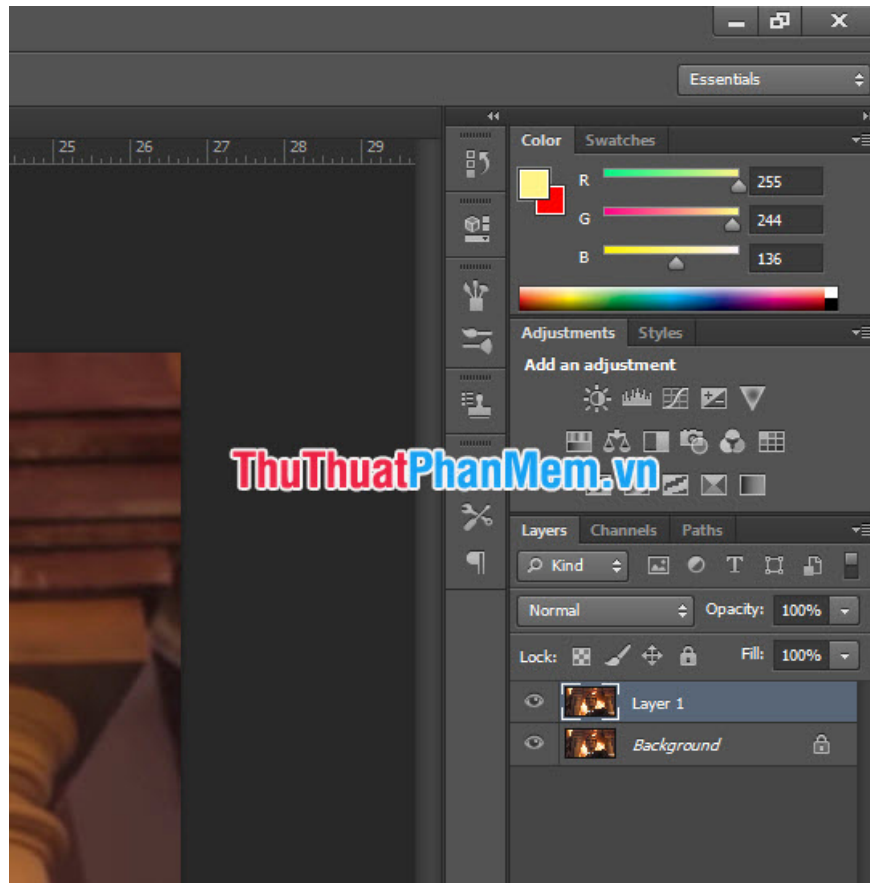 Essentials
25 26 27 28 29
Color Swatches
R 255
G 244
B 136
Adjustments Styles
Add an adjustment
ThuThuatPhanMem.vn
Layers Channels Paths
Kind T
Normal Opacity: 100%
Lock: Fill: 100%
Layer 1
Background